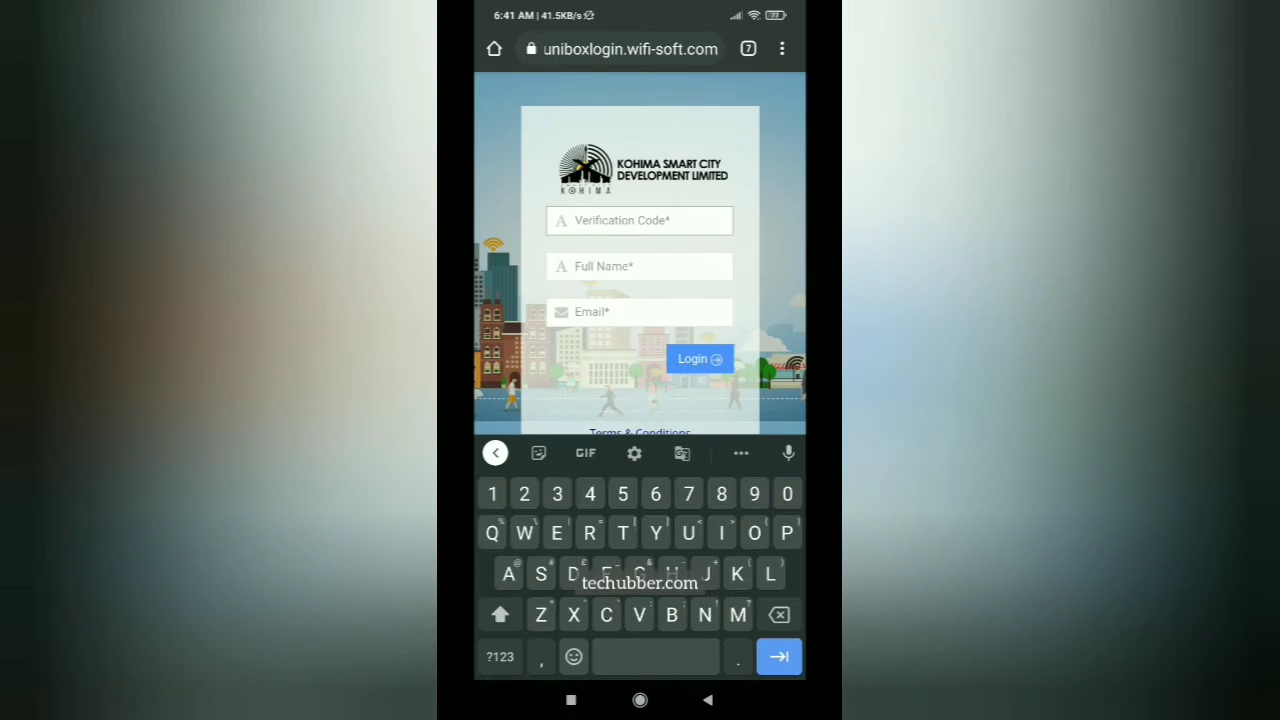 6:41 AM | 41.5KB/s
22
uniboxlogin.wifi-soft.com
7
KOHIMA SMART CITY
DEVELOPMENT LIMITED
KOHIMA
Verification Code*
Full Name*
Email*
Login
Terms & Conditions
GIF
1 2 3 4 5 6 7 8 9 0
Q W E R T Y U I O P
A S D F G H J K L
techubber.com
Z X C V B N M
?123 , .